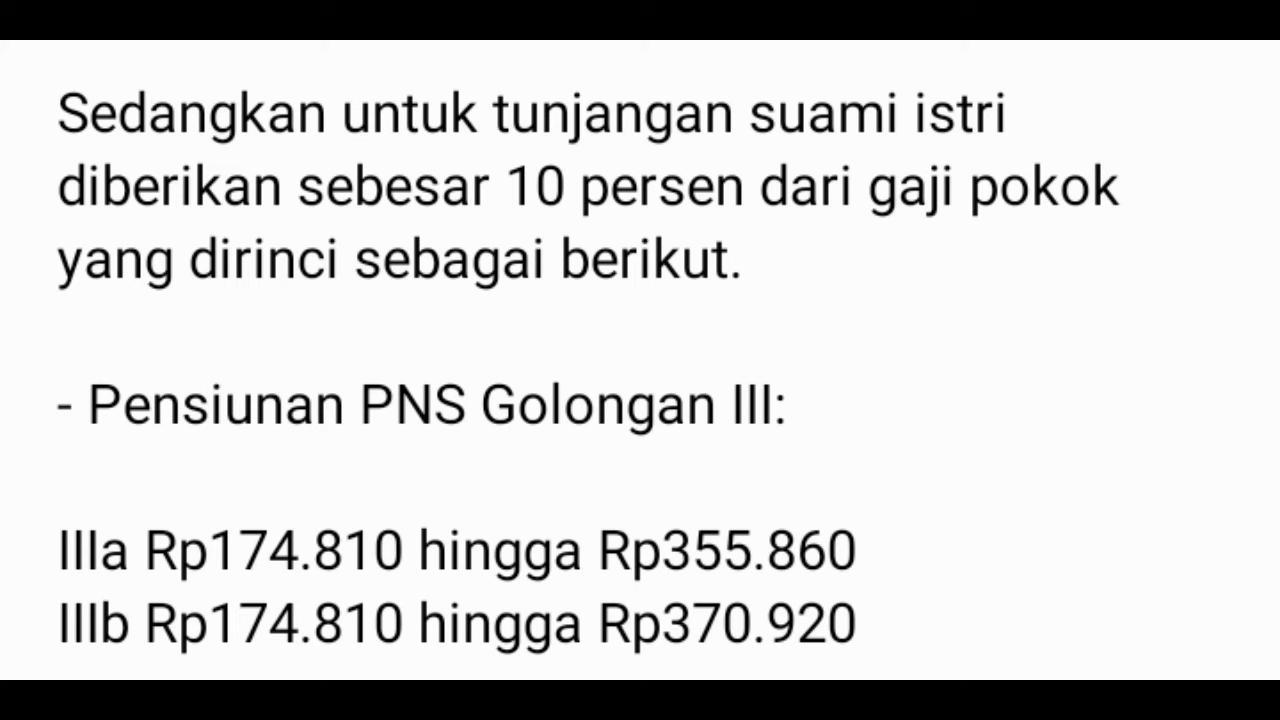 Sedangkan untuk tunjangan suami istri
diberikan sebesar 10 persen dari gaji pokok
yang dirinci sebagai berikut.
- Pensiunan PNS Golongan III:
IIIa Rp174.810 hingga Rp355.860
IIIb Rp174.810 hingga Rp370.920